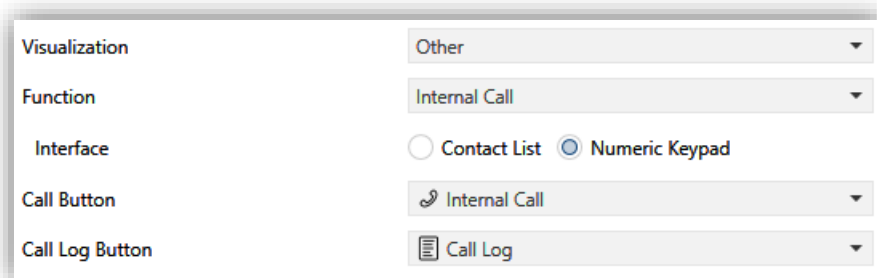 Visualization Other
Function Internal Call
Interface Contact List Numeric Keypad
Call Button Internal Call
Call Log Button Call Log